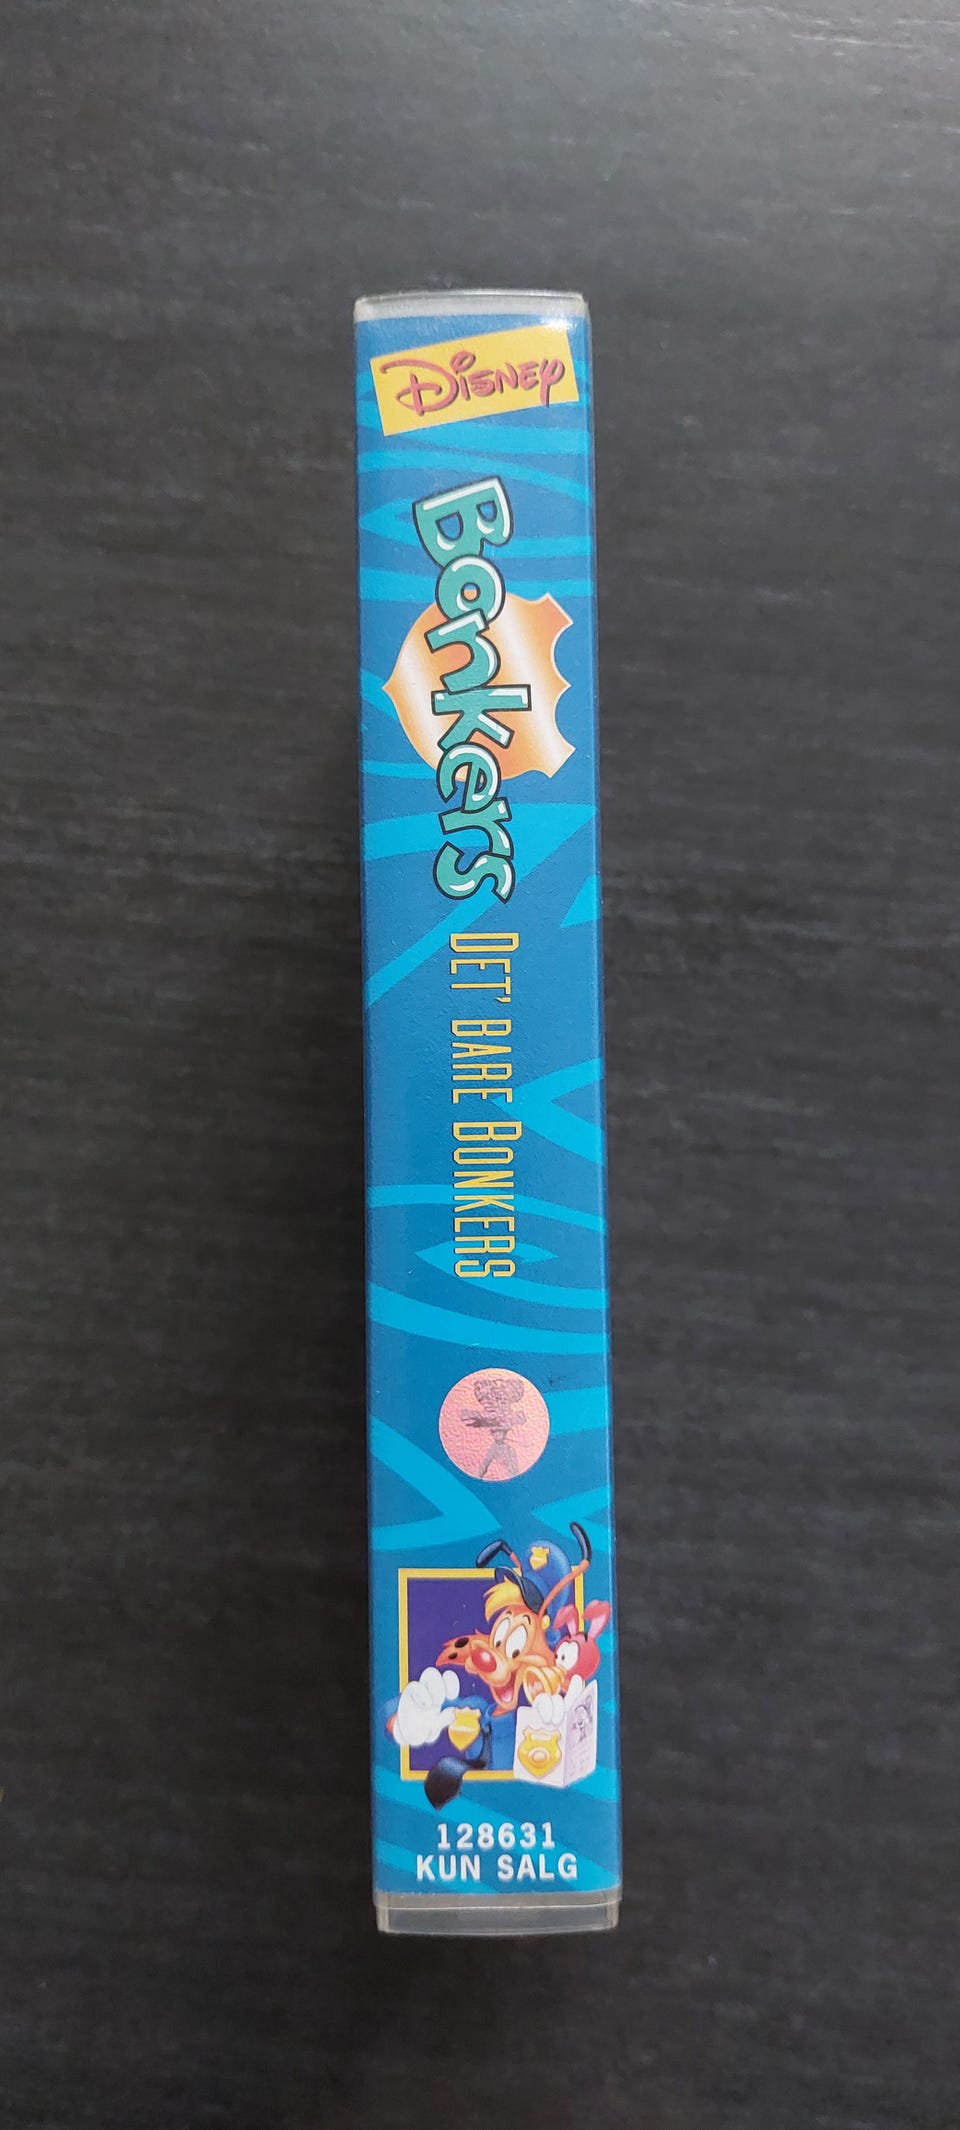 Disney
Bonkers
DET' BARE BONKERS
128631
KUN SALG